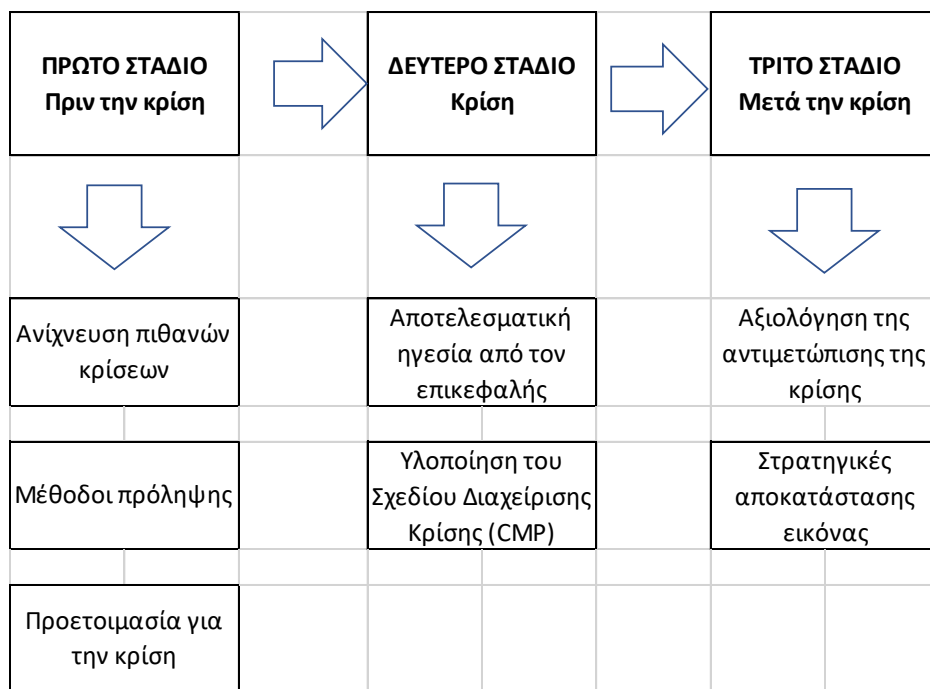 ΠΡΩΤΟ ΣΤΑΔΙΟ
Πριν την κρίση
ΔΕΥΤΕΡΟ ΣΤΑΔΙΟ
Κρίση
ΤΡΙΤΟ ΣΤΑΔΙΟ
Μετά την κρίση
Ανίχνευση πιθανών
κρίσεων
Αποτελεσματική
ηγεσία από τον
επικεφαλής
Αξιολόγηση της
αντιμετώπισης της
κρίσης
Μέθοδοι πρόληψης
Υλοποίηση του
Σχεδίου Διαχείρισης
Κρίσης (CMP)
Στρατηγικές
αποκατάστασης
εικόνας
Προετοιμασία για
την κρίση